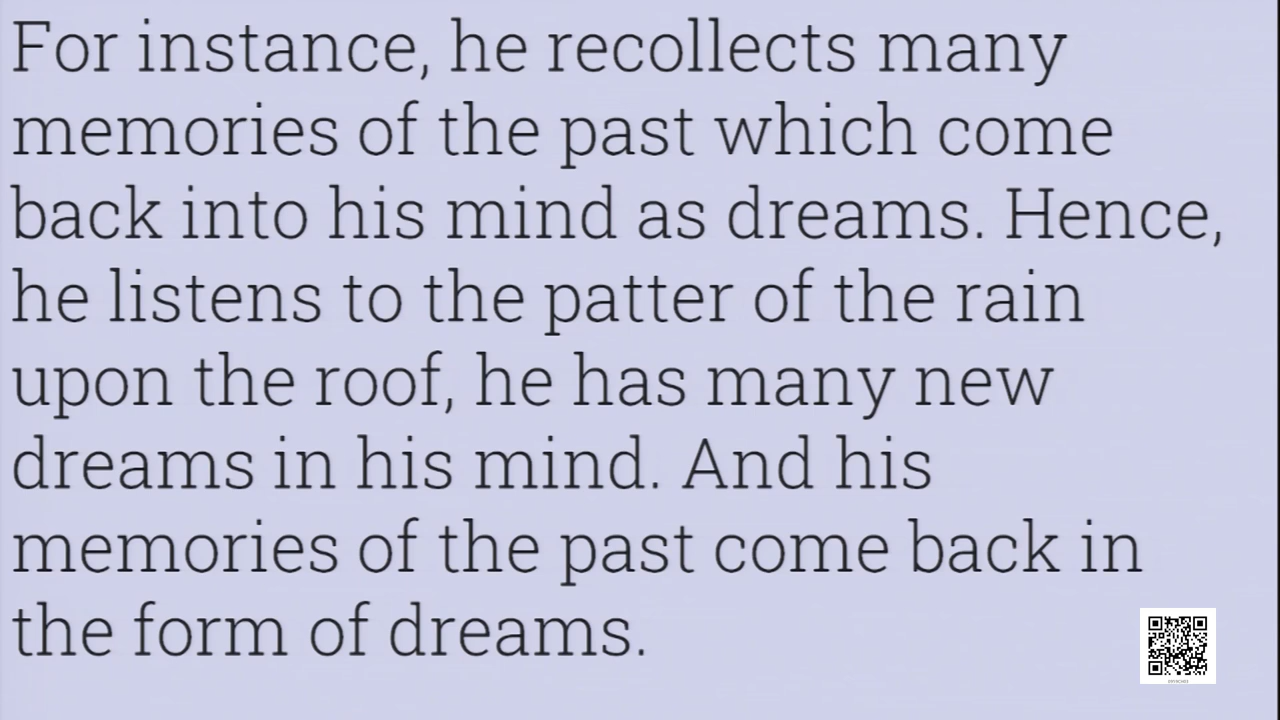 For instance, he recollects many
memories of the past which come
back into his mind as dreams. Hence,
he listens to the patter of the rain
upon the roof, he has many new
dreams in his mind. And his
memories of the past come back in
the form of dreams.